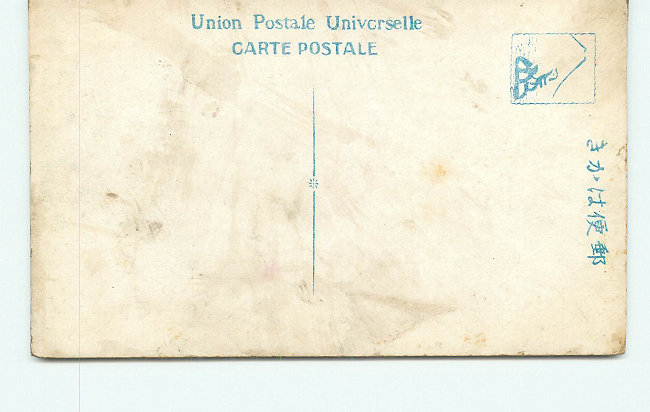 Union Postale Universelle
CARTE POSTALE
郵便はかき